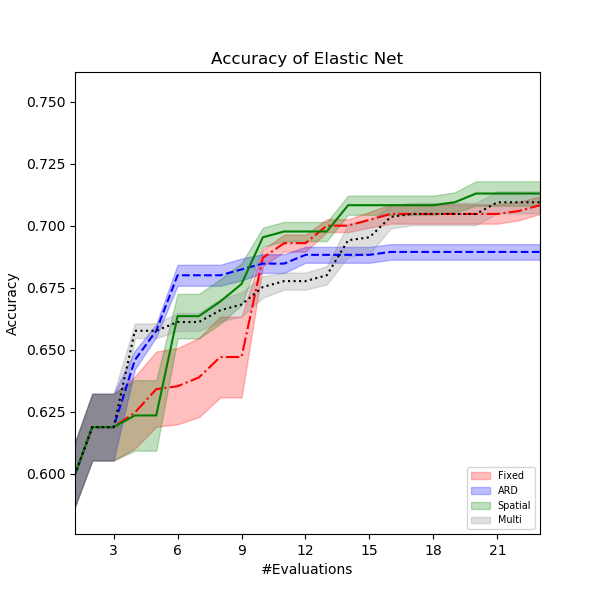 Accuracy of Elastic Net
0.750
0.725
0.700
0.675
0.650
0.625
0.600
Accuracy
3 6 9 12 15 18 21
#Evaluations
Fixed
ARD
Spatial
Multi